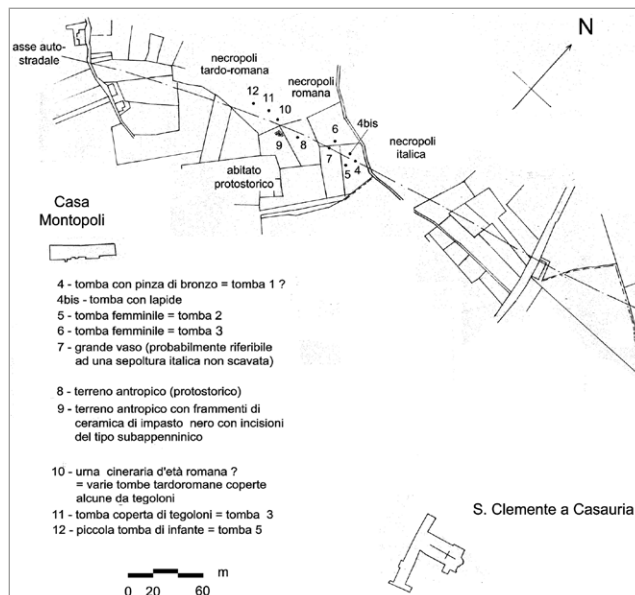 asse auto-
stradale
necropoli
tardo-romana
necropoli
romana
N
12
11
10
4bis
6
necropoli
italica
9
8
7
5
4
abitato
protostorico
Casa
Montopoli
4 - tomba con pinza di bronzo = tomba 1 ?
4bis - tomba con lapide
5 - tomba femminile = tomba 2
6 - tomba femminile = tomba 3
7 - grande vaso (probabilmente riferibile
ad una sepoltura italica non scavata)
8 - terreno antropico (protostorico)
9 - terreno antropico con frammenti di
ceramica di impasto nero con incisioni
del tipo subappenninico
10 - urna cineraria d'età romana ?
= varie tombe tardoromane coperte
alcune da tegoloni
11 - tomba coperta di tegoloni = tomba 3
12 - piccola tomba di infante = tomba 5
S. Clemente a Casauria
m
0 20 60